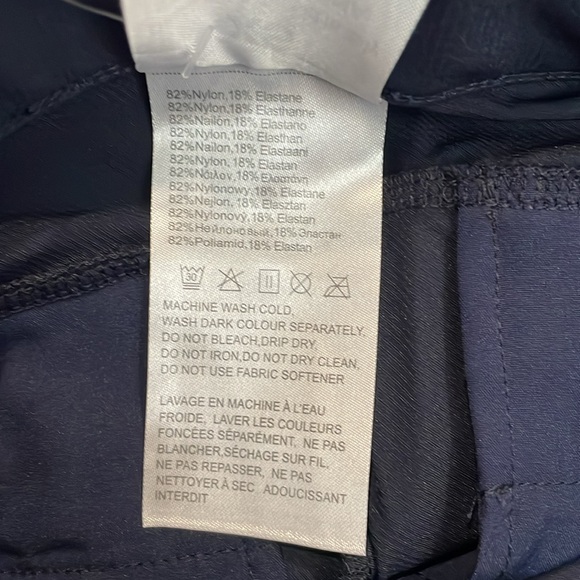 82%Nylon,18% Elastane
82%Nylon,18% Elasthanne
82%Nailon,18% Elastano
82%Nylon,18% Elasthan
82%Nailon,18% Elastaani
82%Nylon,18% Elastan
82%Νάιλον,18% Ελαστάνη
82%Nylonowy,18% Elastane
82%Nejlon,18% Elasztan
82%Nylonový,18% Elastan
82%Нейлоновый,18% Эластан
82%Poliamid,18% Elastan
30
MACHINE WASH COLD,
WASH DARK COLOUR SEPARATELY.
DO NOT BLEACH,DRIP DRY,
DO NOT IRON,DO NOT DRY CLEAN,
DO NOT USE FABRIC SOFTENER
LAVAGE EN MACHINE À L'EAU
FROIDE, LAVER LES COULEURS
FONCÉES SÉPARÉMENT, NE PAS
BLANCHER,SÉCHAGE SUR FIL,
NE PAS REPASSER, NE PAS
NETTOYER À SEC ADOUCISSANT
INTERDIT